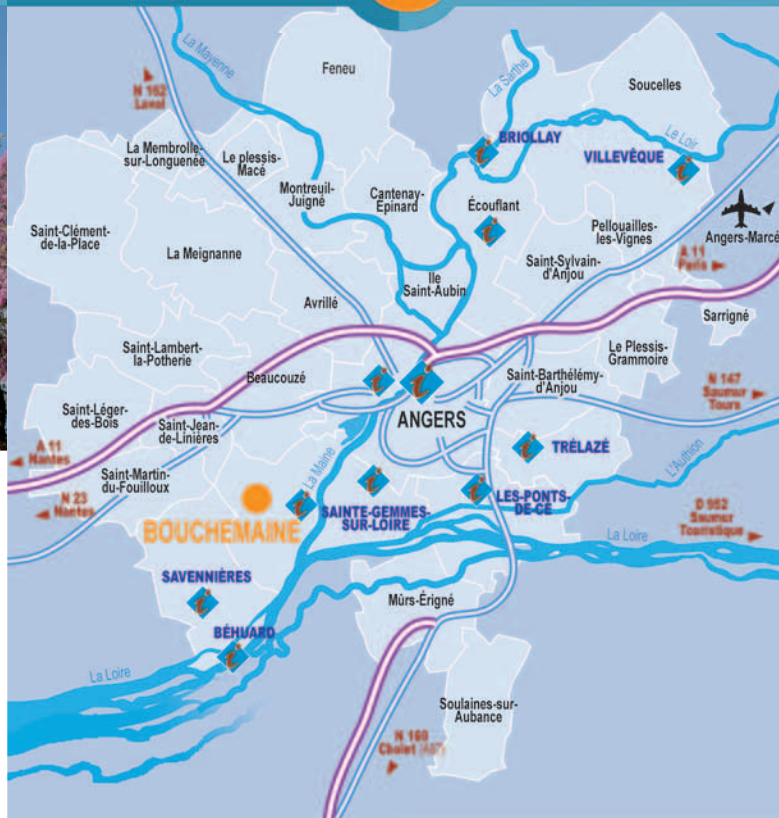 La Mayenne
Feneu
La Sarthe
Soucelles
N 162
Laval
La Membrolle-
sur-Longuenée
Le plessis-
Macé
BRIOLLAY
Le Loir
VILLEVÊQUE
Montreuil-
Juigné
Cantenay-
Épinard
Écouflant
Saint-Clément-
de-la-Place
La Meignanne
Pellouailles-
les-Vignes
Angers-Marcé
Saint-Sylvain-
d'Anjou
A 11
Paris
Ile
Saint-Aubin
Avrillé
Sarrigné
Saint-Lambert-
la-Potherie
Le Plessis-
Grammoire
Beaucouzé
Saint-Barthélémy-
d'Anjou
N 147
Saumur
Tours
Saint-Léger-
des-Bois
Saint-Jean-
de-Linières
ANGERS
A 11
Nantes
TRÉLAZÉ
L'Authion
Saint-Martin-
du-Fouilloux
La Maine
N 23
Nantes
SAINTE-GEMMES-
SUR-LOIRE
LES-PONTS-
DE-CÉ
BOUCHEMAINE
D 952
Saumur
Touristique
La Loire
SAVENNIÈRES
Mûrs-Érigné
BÉHUARD
La Loire
Soulaines-sur-
Aubance
N 160
Cholet (A87)